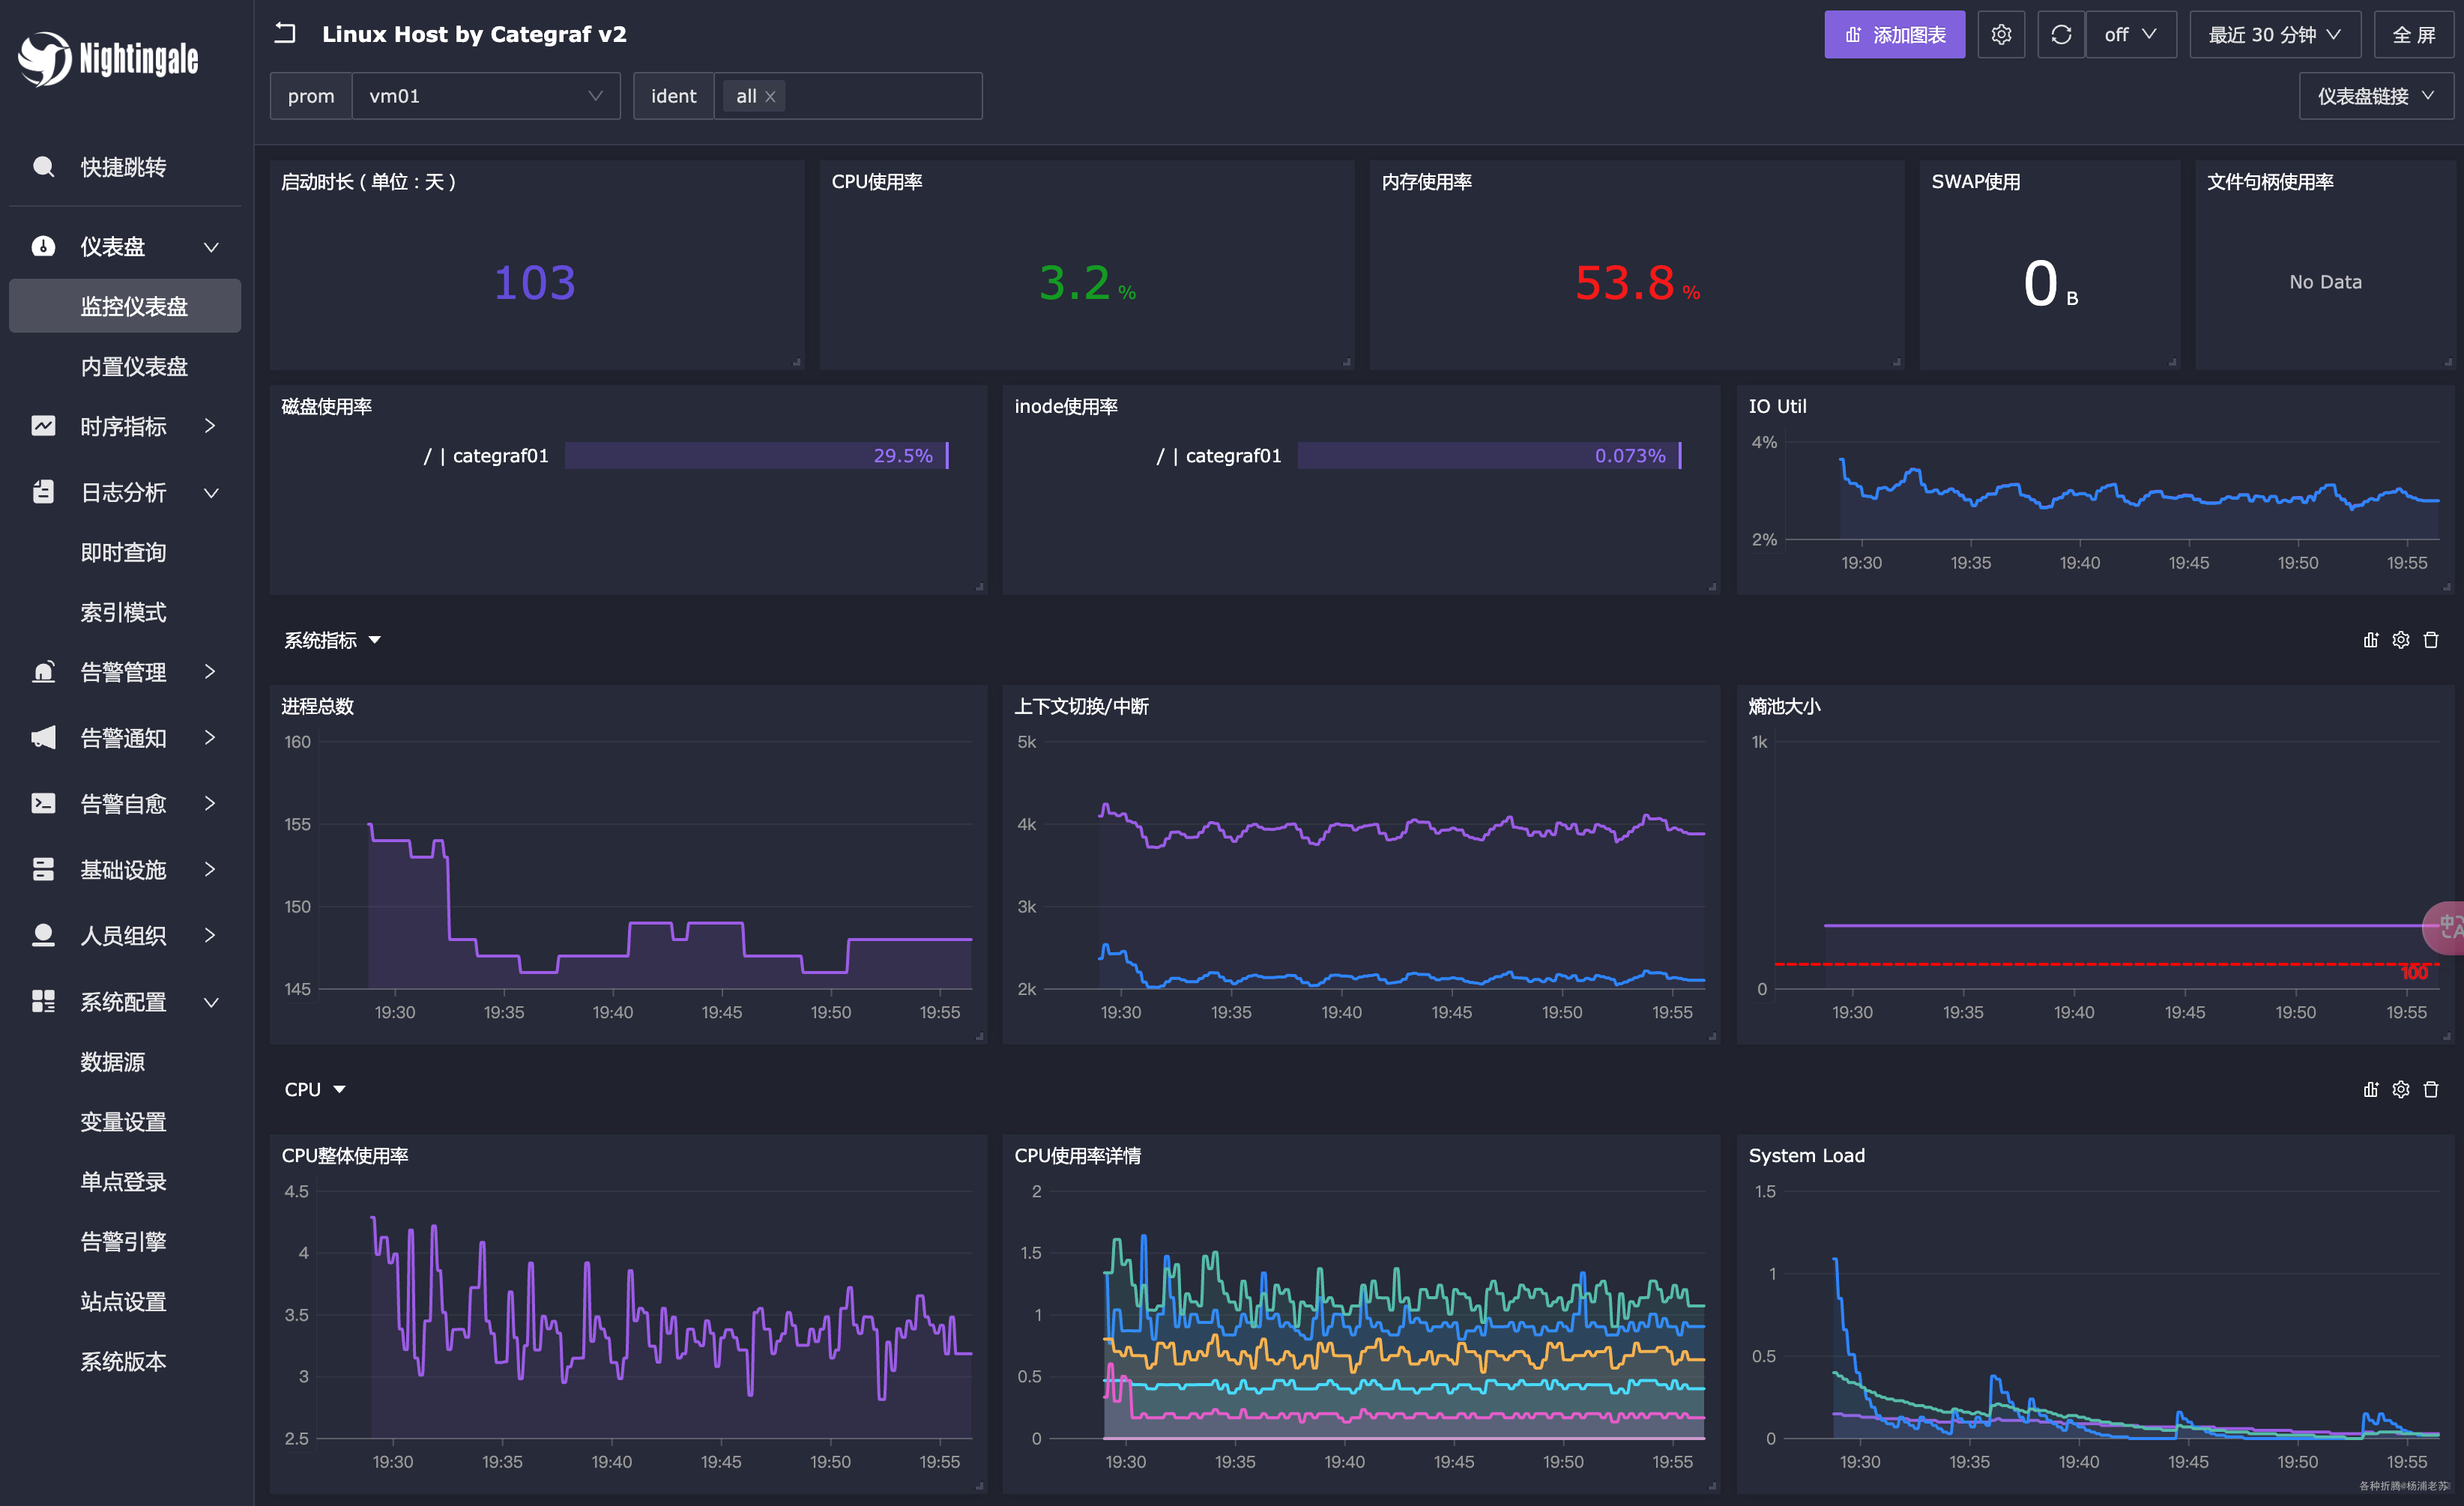 Nightingale
Linux Host by Categraf v2
添加图表
off
最近 30 分钟
全 屏
prom
vm01
ident
all
仪表盘链接
快捷跳转
仪表盘
监控仪表盘
内置仪表盘
时序指标
日志分析
即时查询
索引模式
告警管理
告警通知
告警自愈
基础设施
人员组织
系统配置
数据源
变量设置
单点登录
告警引擎
站点设置
系统版本
启动时长（单位：天）
103
CPU使用率
3.2 %
内存使用率
53.8 %
SWAP使用
0 B
文件句柄使用率
No Data
磁盘使用率
/ | categraf01
29.5%
inode使用率
/ | categraf01
0.073%
IO Util
4%
2%
19:30 19:35 19:40 19:45 19:50 19:55
系统指标
进程总数
160
155
150
145
19:30 19:35 19:40 19:45 19:50 19:55
上下文切换/中断
5k
4k
3k
2k
19:30 19:35 19:40 19:45 19:50 19:55
熵池大小
1k
100
0
19:30 19:35 19:40 19:45 19:50 19:55
中
A
CPU
CPU整体使用率
4.5
4
3.5
3
2.5
19:30 19:35 19:40 19:45 19:50 19:55
CPU使用率详情
2
1.5
1
0.5
0
19:30 19:35 19:40 19:45 19:50 19:55
System Load
1.5
1
0.5
0
19:30 19:35 19:40 19:45 19:50 19:55
各种折腾@杨浦老苏